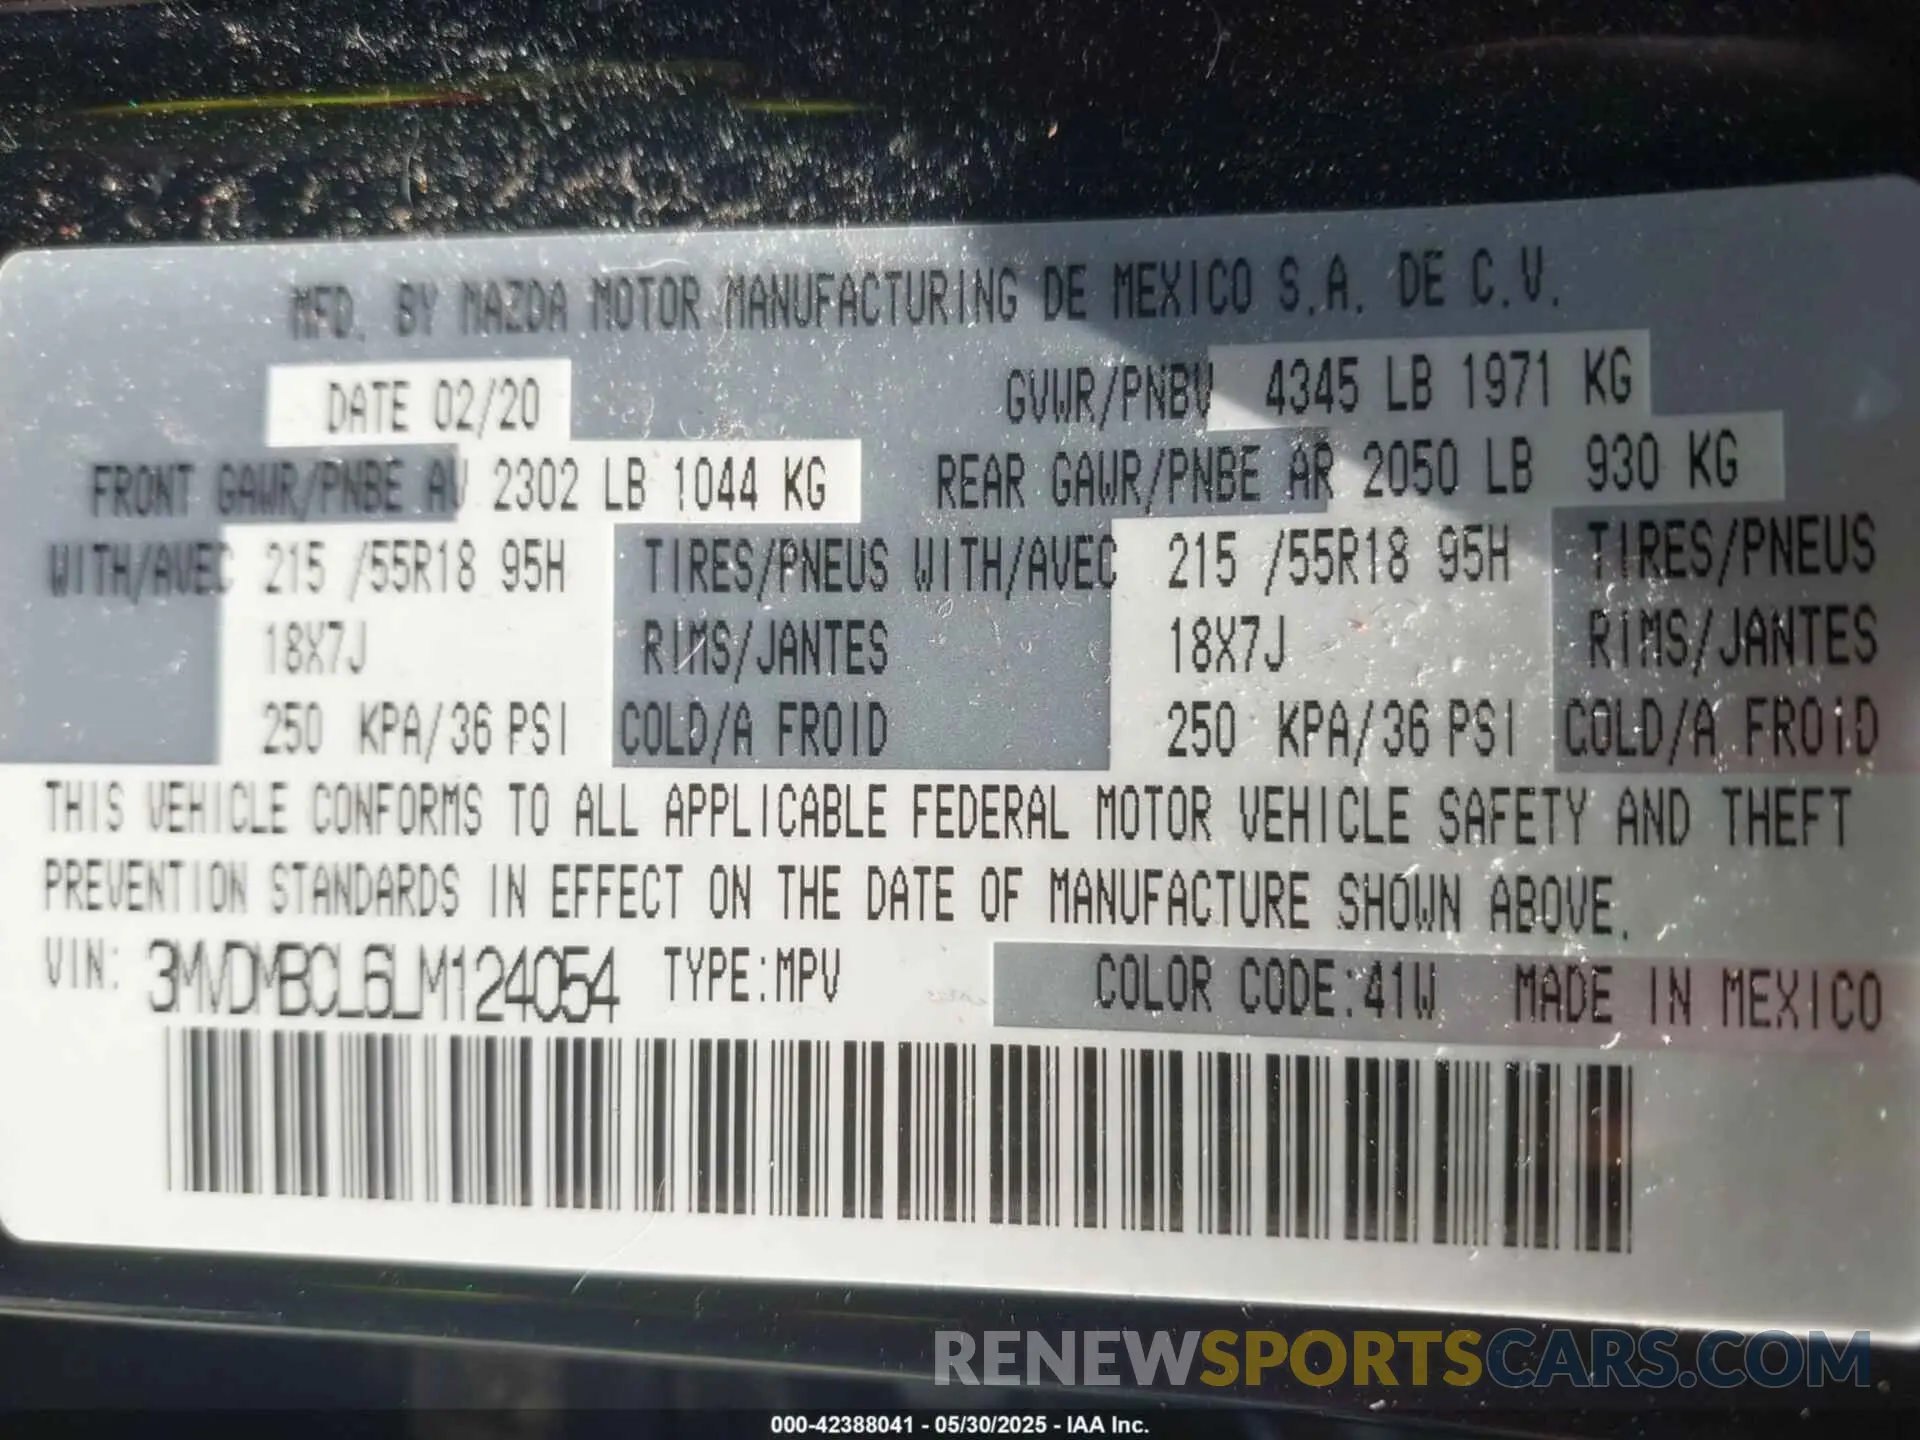 MFD. BY MAZDA MOTOR MANUFACTURING DE MEXICO S.A. DE C.V.
DATE 02/20 GVWR/PNBV 4345 LB 1971 KG
FRONT GAWR/PNBE AV 2302 LB 1044 KG REAR GAWR/PNBE AR 2050 LB 930 KG
WITH/AVEC 215 /55R18 95H TIRES/PNEUS WITH/AVEC 215 /55R18 95H TIRES/PNEUS
18X7J RIMS/JANTES 18X7J RIMS/JANTES
250 KPA/36 PSI COLD/A FROID 250 KPA/36 PSI COLD/A FROID
THIS VEHICLE CONFORMS TO ALL APPLICABLE FEDERAL MOTOR VEHICLE SAFETY AND THEFT
PREVENTION STANDARDS IN EFFECT ON THE DATE OF MANUFACTURE SHOWN ABOVE.
VIN: 3MVDMBCL6LM124054 TYPE:MPV COLOR CODE:41W MADE IN MEXICO
RENEWSPORTSCARS.COM
000-42388041 - 05/30/2025 - IAA Inc.